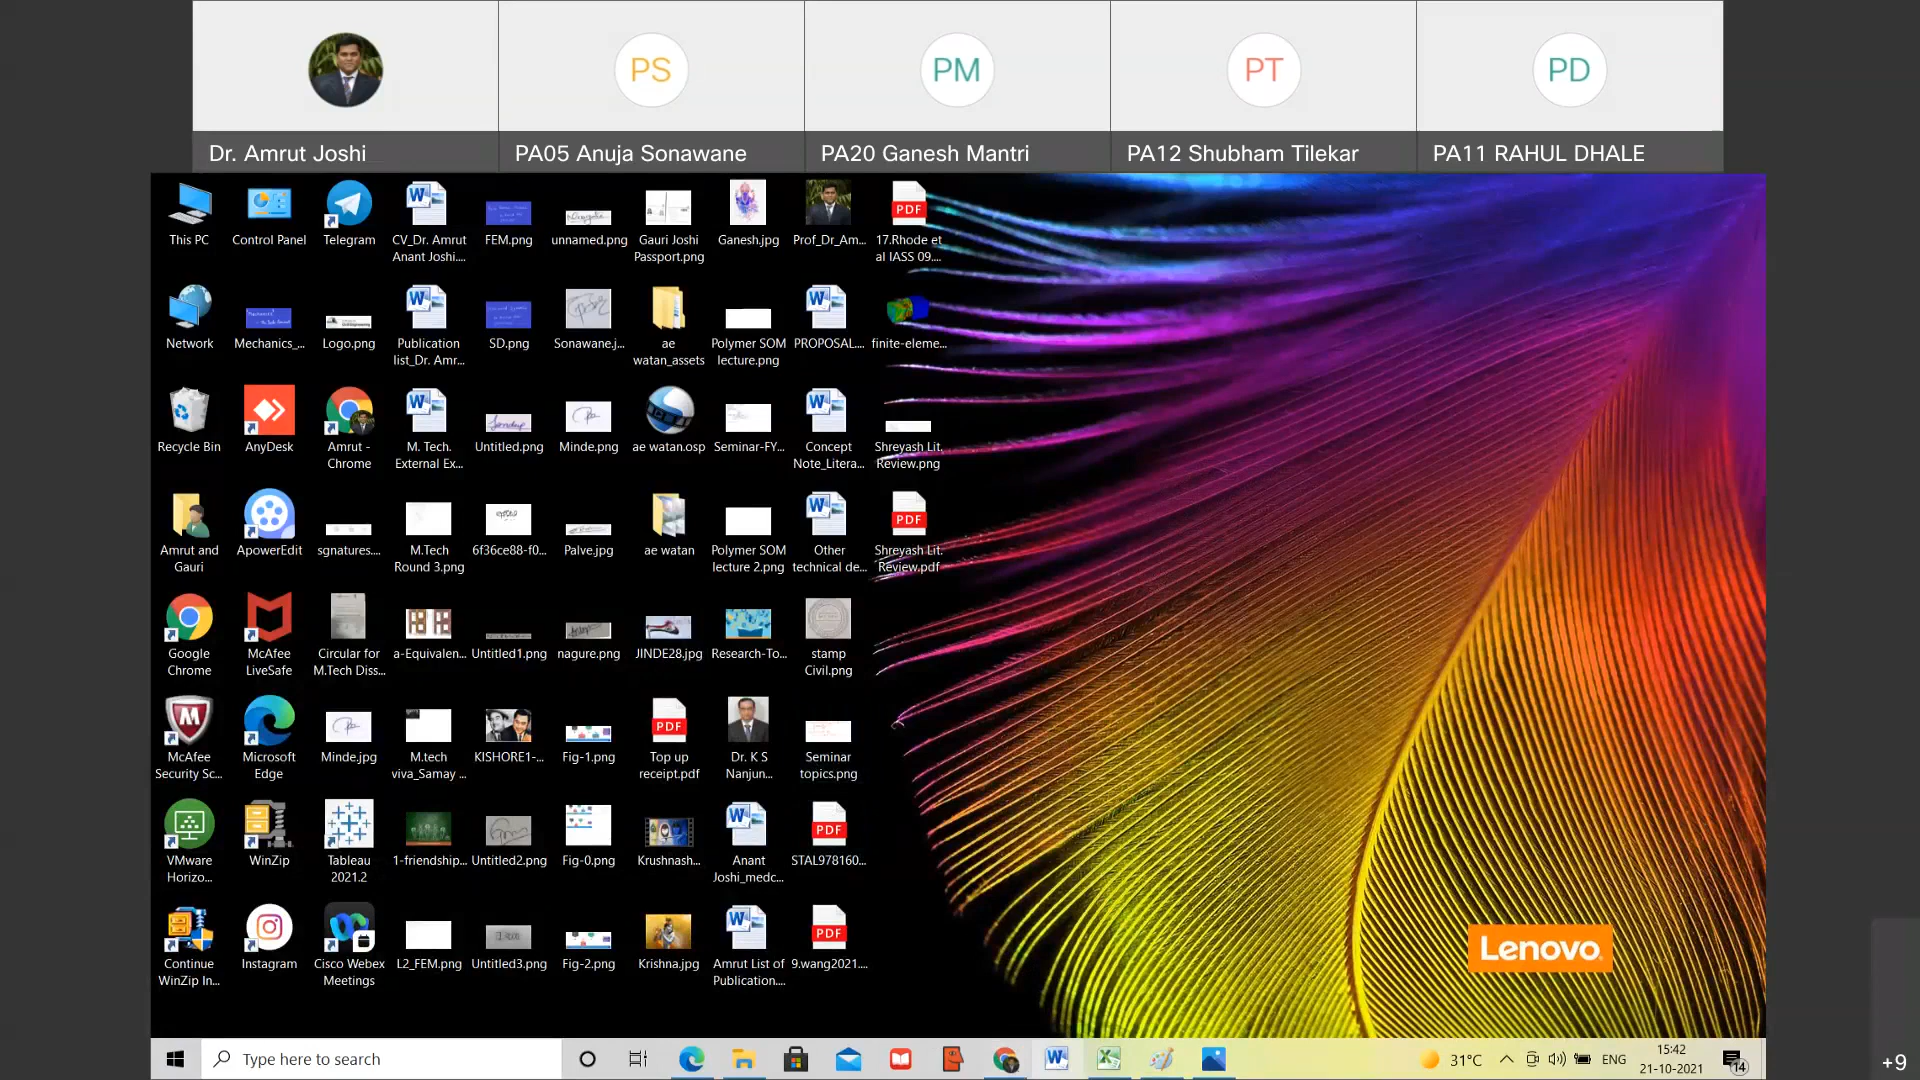 PS
PM
PT
PD
Dr. Amrut Joshi
PA05 Anuja Sonawane
PA20 Ganesh Mantri
PA12 Shubham Tilekar
PA11 RAHUL DHALE
This PC
Control Panel
Telegram
CV_Dr. Amrut
Anant Joshi....
FEM.png
unnamed.png
Gauri Joshi
Passport.png
Ganesh.jpg
Prof_Dr_Am...
PDF
17.Rhode et
al IASS 09....
Network
Mechanics_...
Logo.png
Publication
list_Dr. Amr...
SD.png
Sonawane.j...
ae
watan_assets
Polymer SOM
lecture.png
PROPOSAL....
finite-eleme...
Recycle Bin
AnyDesk
Amrut -
Chrome
M. Tech.
External Ex...
Untitled.png
Minde.png
ae watan.osp
Seminar-FY...
Concept
Note_Litera...
Shreyash Lit.
Review.png
Amrut and
Gauri
ApowerEdit
sgnatures....
M.Tech
Round 3.png
6f36ce88-f0...
Palve.jpg
ae watan
Polymer SOM
lecture 2.png
Other
technical de...
PDF
Shreyash Lit.
Review.pdf
Google
Chrome
McAfee
LiveSafe
Circular for
M.Tech Diss...
a-Equivalen...
Untitled1.png
nagure.png
JINDE28.jpg
Research-To...
stamp
Civil.png
McAfee
Security Sc...
Microsoft
Edge
Minde.jpg
M.tech
viva_Samay ...
KISHORE1-...
Fig-1.png
PDF
Top up
receipt.pdf
Dr. K S
Nanjun...
Seminar
topics.png
VMware
Horizo...
WinZip
Tableau
2021.2
1-friendship...
Untitled2.png
Fig-0.png
Krushnash...
Anant
Joshi_medc...
PDF
STAL978160...
Continue
WinZip In...
Instagram
Cisco Webex
Meetings
L2_FEM.png
Untitled3.png
Fig-2.png
Krishna.jpg
Amrut List of
Publication....
PDF
9.wang2021....
Lenovo
Type here to search
31°C
ENG
15:42
21-10-2021
14
+9